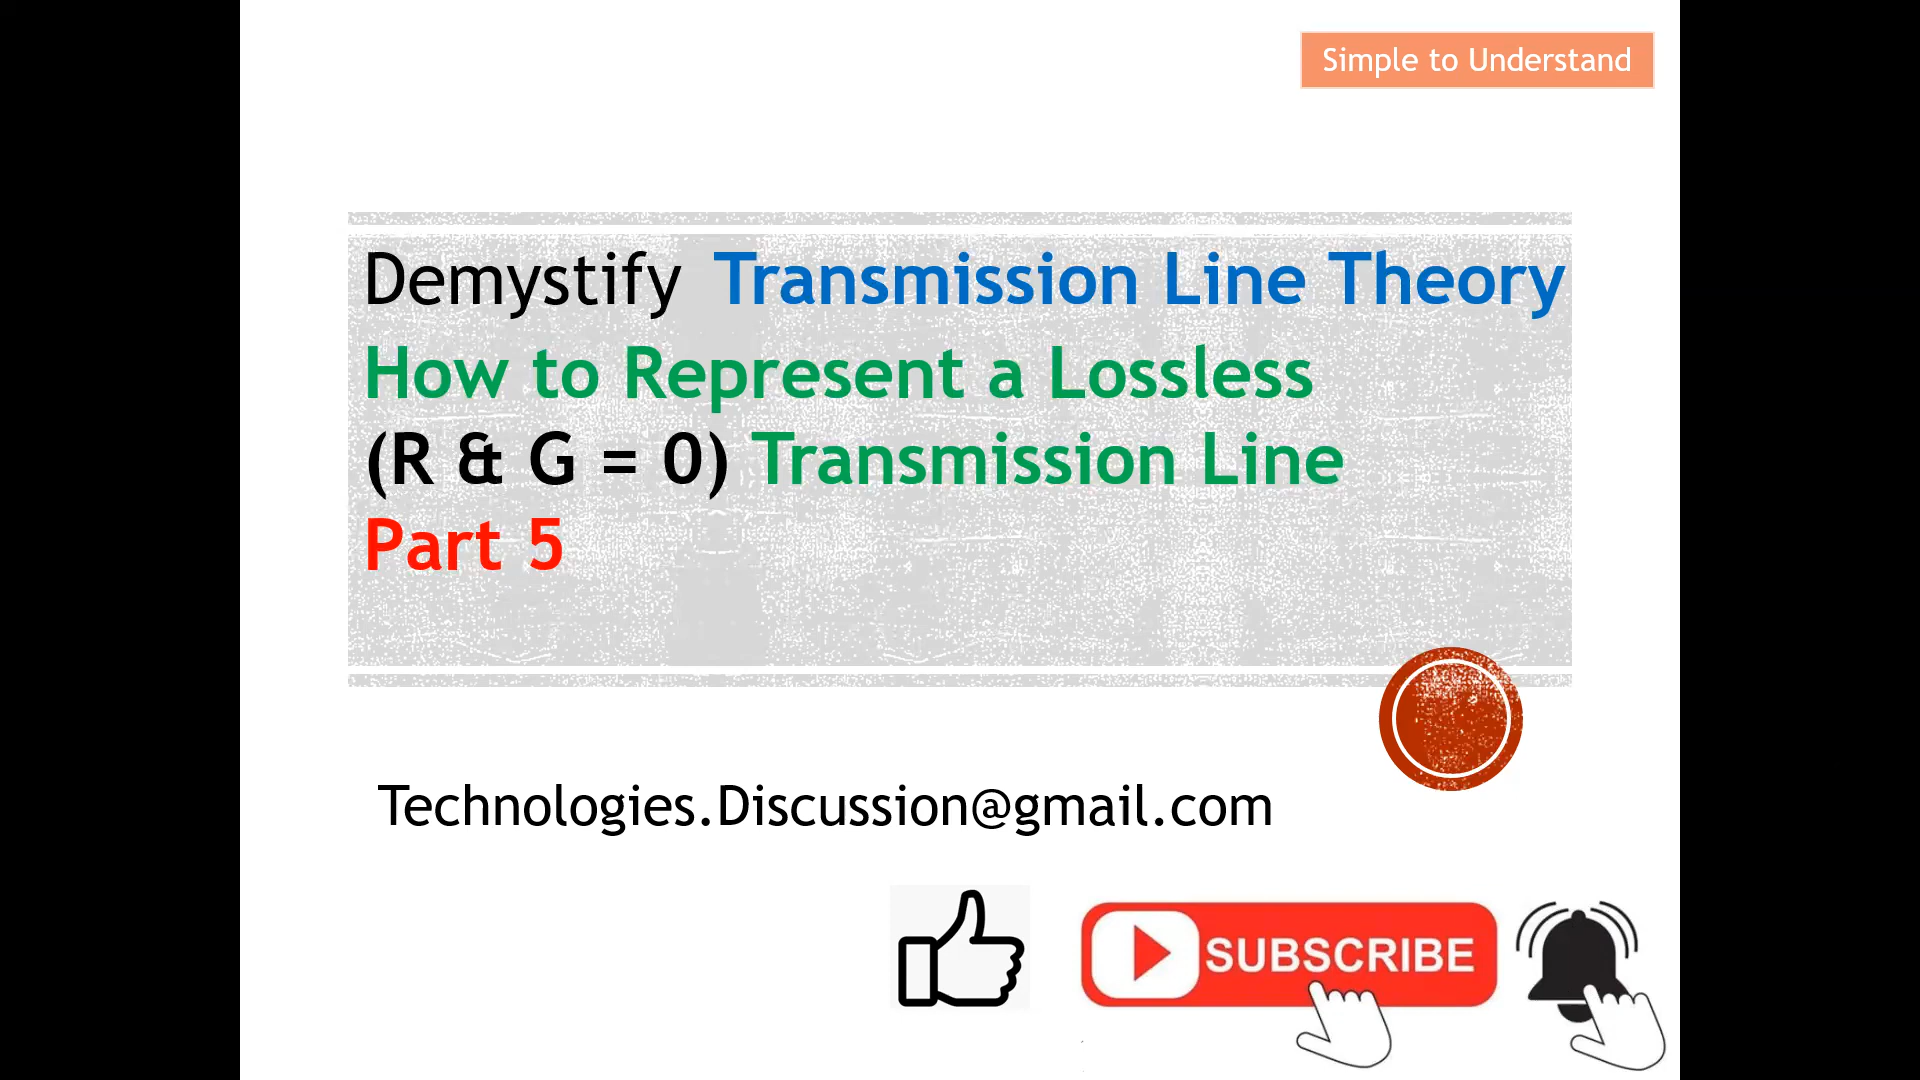 Simple to Understand
Demystify Transmission Line Theory
How to Represent a Lossless
(R & G = 0) Transmission Line
Part 5
Technologies.Discussion@gmail.com
SUBSCRIBE